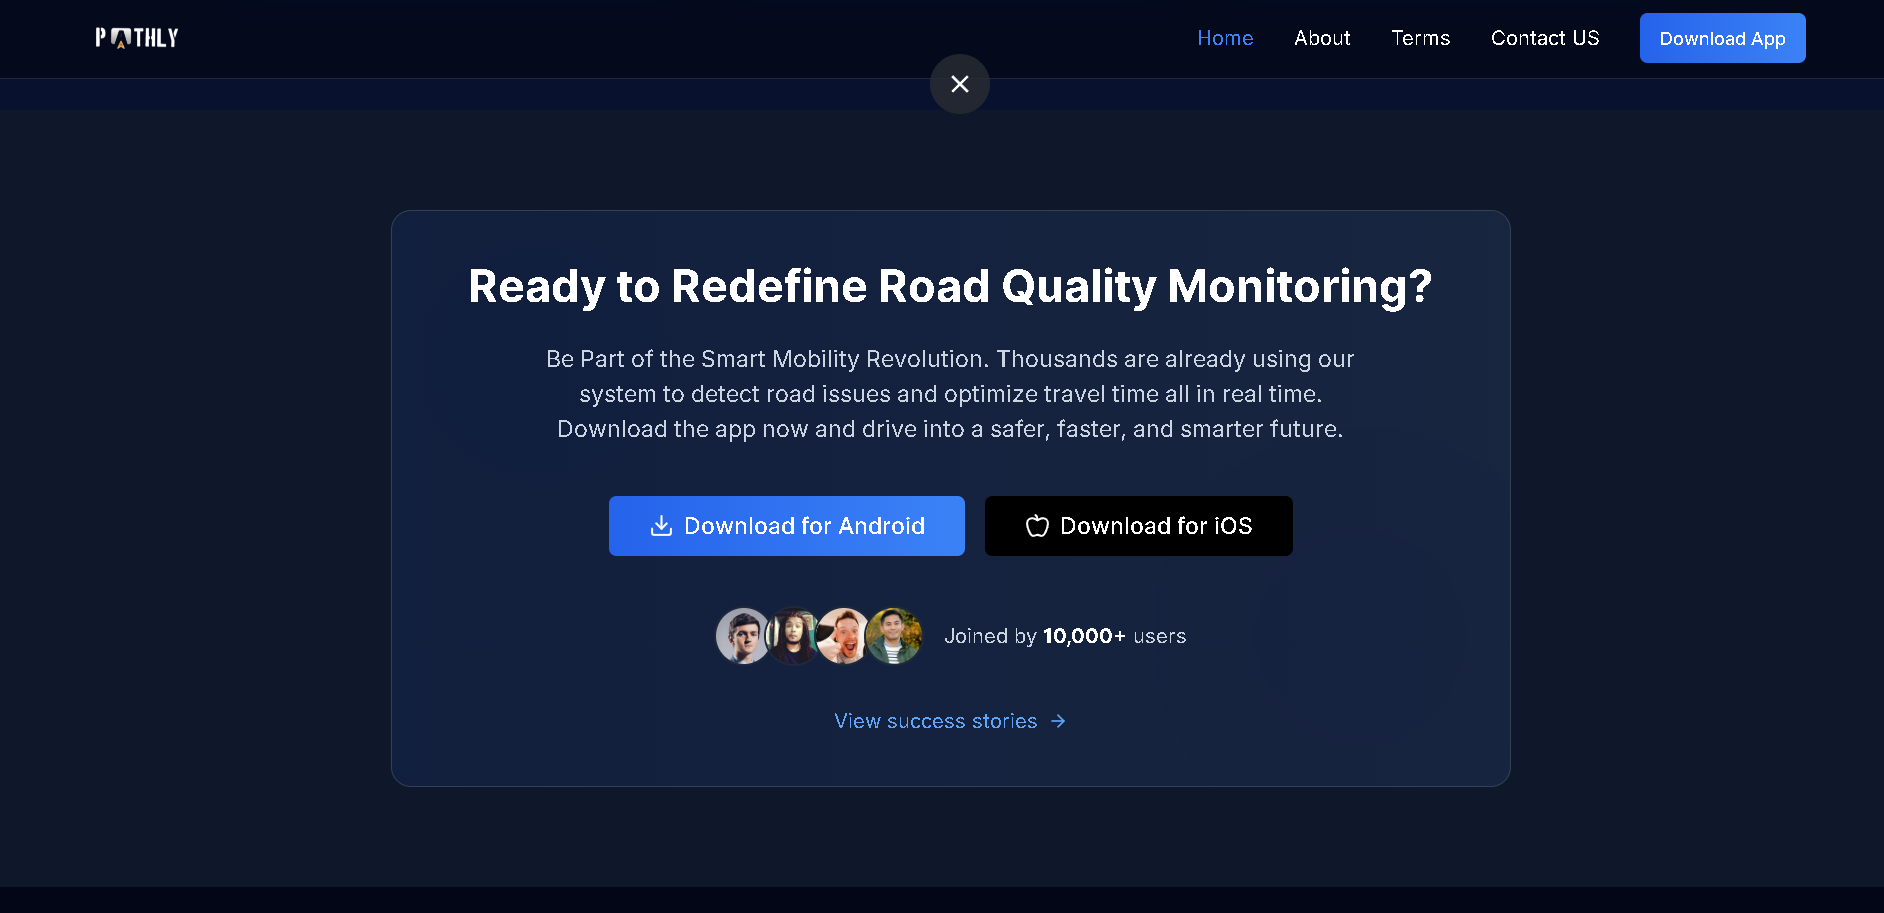 PATHLY
Home
About
Terms
Contact US
Download App
Ready to Redefine Road Quality Monitoring?
Be Part of the Smart Mobility Revolution. Thousands are already using our
system to detect road issues and optimize travel time all in real time.
Download the app now and drive into a safer, faster, and smarter future.
Download for Android
Download for iOS
Joined by 10,000+ users
View success stories →